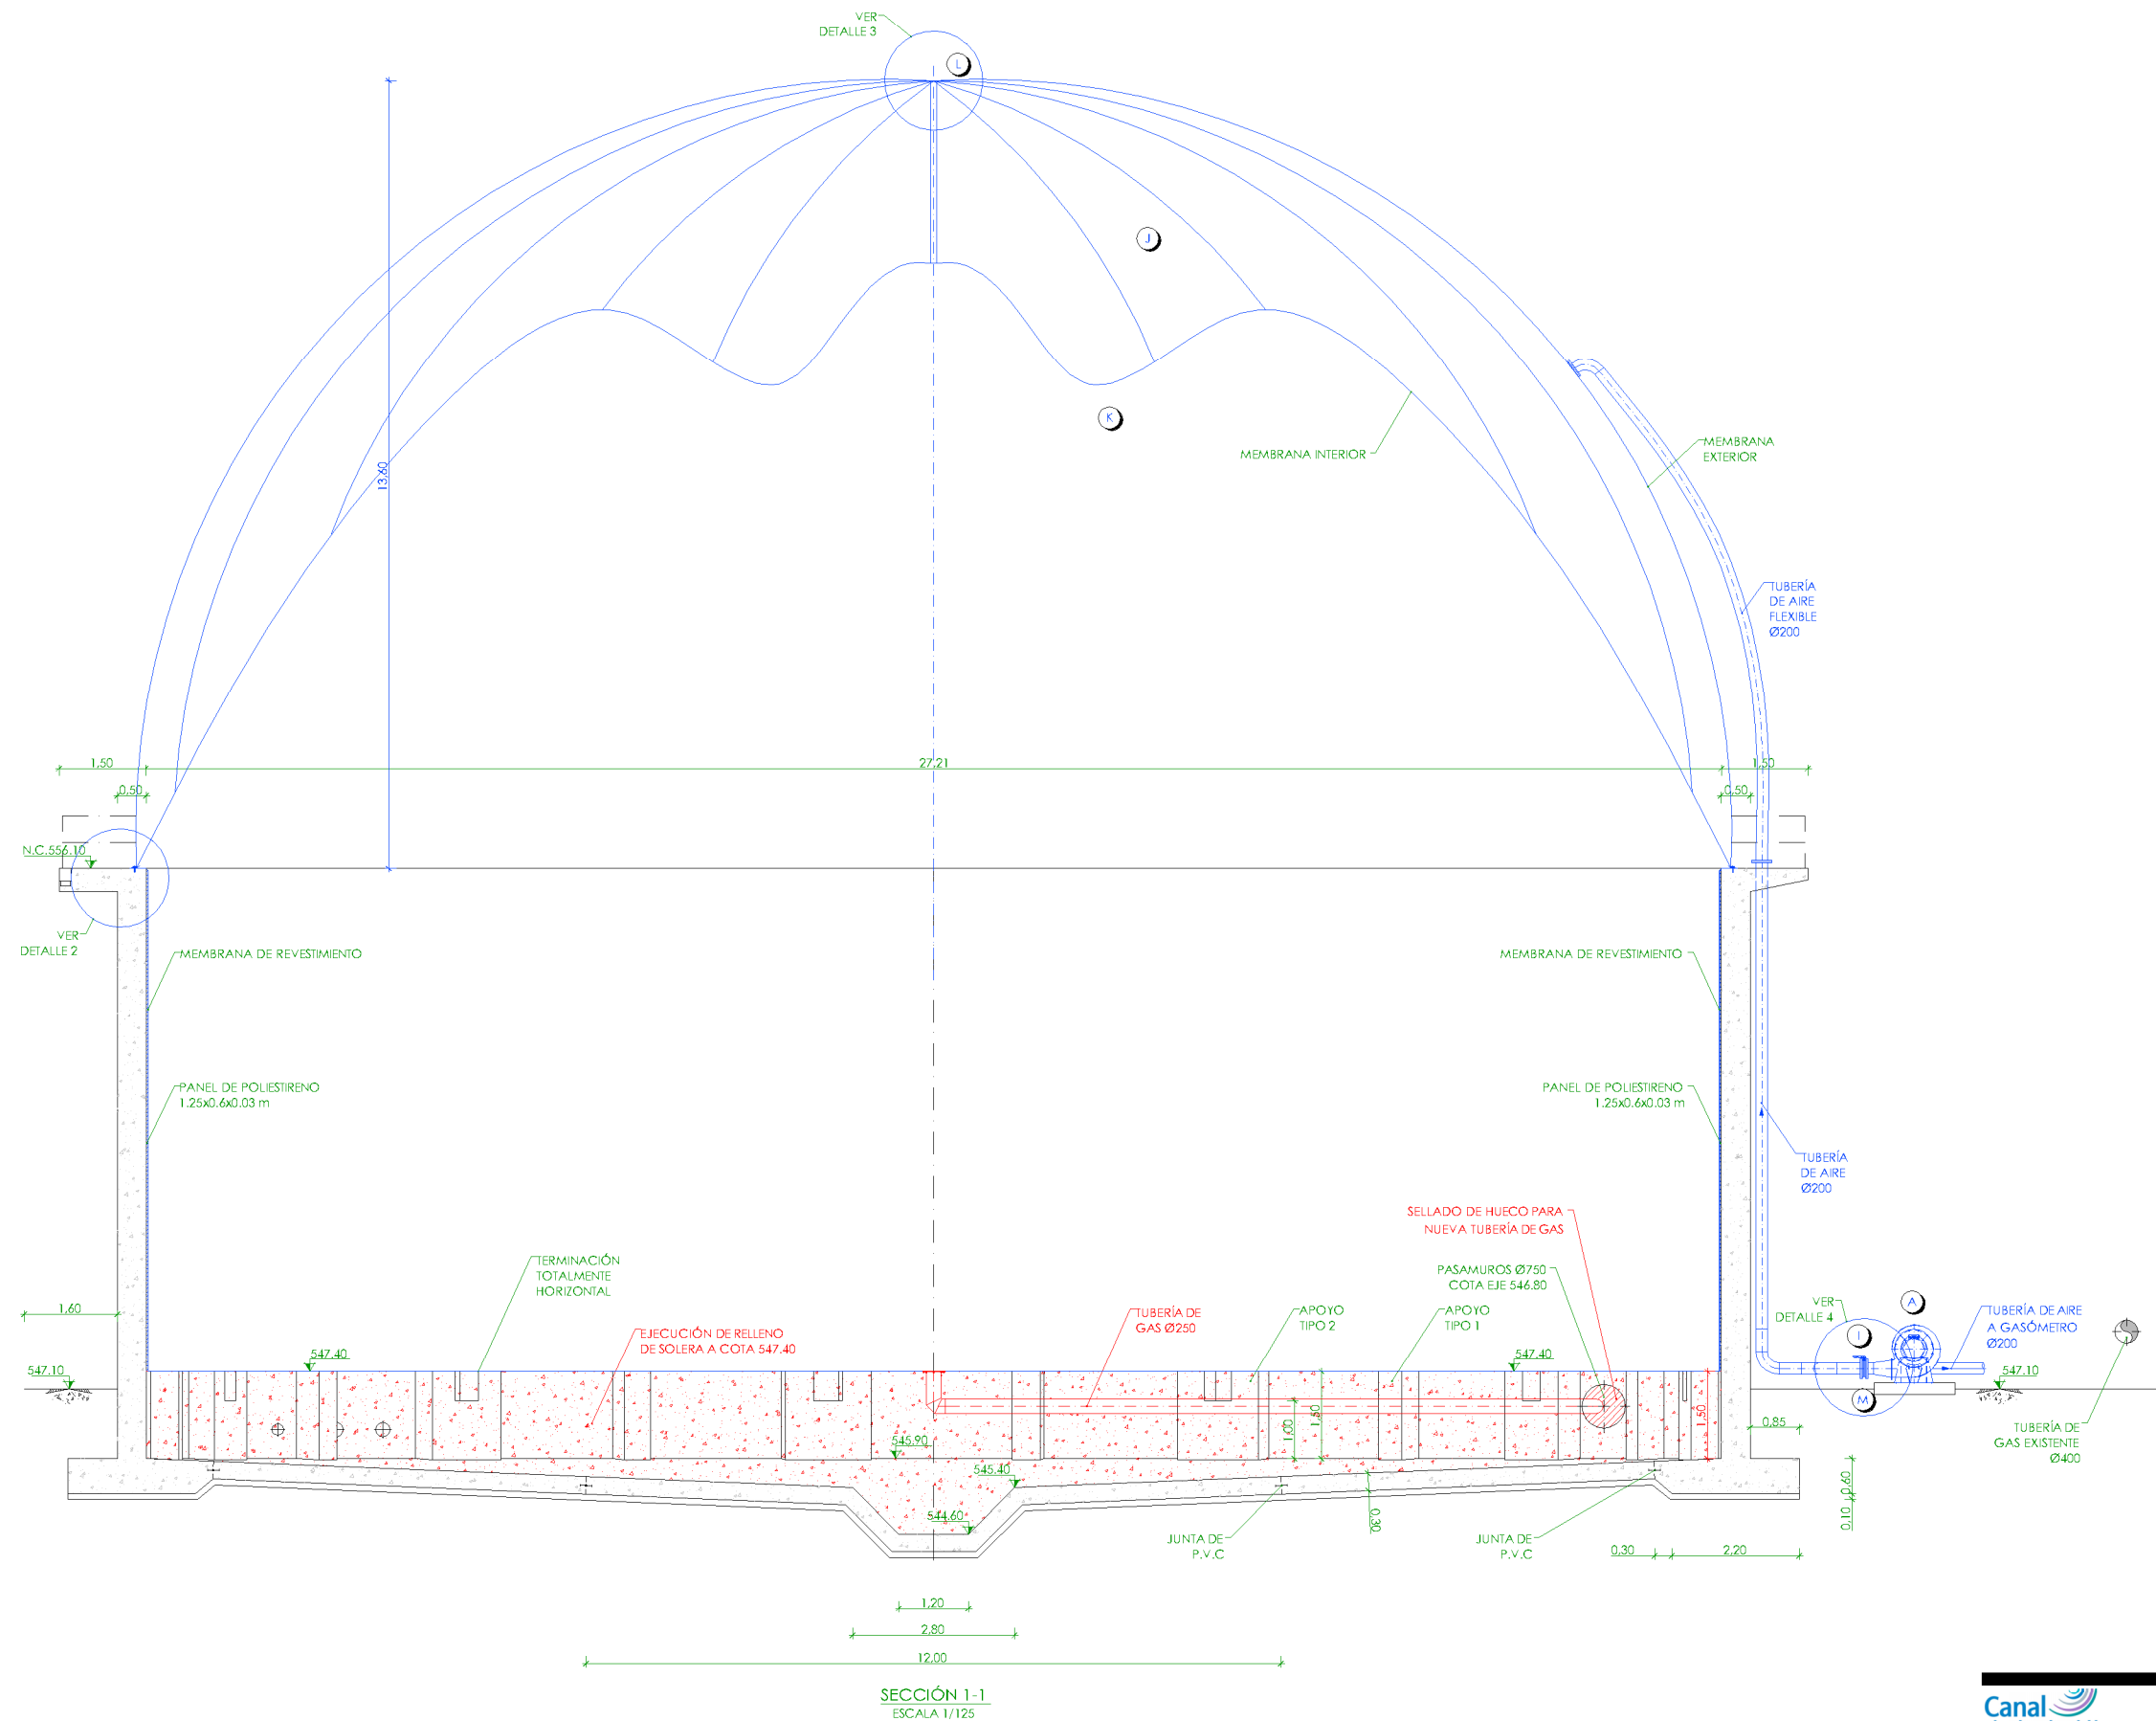 VER
DETALLE 3
L
J
K
13,60
MEMBRANA INTERIOR
MEMBRANA
EXTERIOR
TUBERÍA
DE AIRE
FLEXIBLE
Ø200
1,50
27,21
1,50
0,50
0,50
N.C.556.10
VER
DETALLE 2
MEMBRANA DE REVESTIMIENTO
MEMBRANA DE REVESTIMIENTO
PANEL DE POLIESTIRENO
1.25x0.6x0.03 m
PANEL DE POLIESTIRENO
1.25x0.6x0.03 m
TUBERÍA
DE AIRE
Ø200
SELLADO DE HUECO PARA
NUEVA TUBERÍA DE GAS
TERMINACIÓN
TOTALMENTE
HORIZONTAL
PASAMUROS Ø750
COTA EJE 546.80
1,60
EJECUCIÓN DE RELLENO
DE SOLERA A COTA 547.40
TUBERÍA DE
GAS Ø250
APOYO
TIPO 2
APOYO
TIPO 1
VER
DETALLE 4
A
I
M
TUBERÍA DE AIRE
A GASÓMETRO
Ø200
547.10
547.40
547.40
547.10
1,00
1,50
1,50
0,85
TUBERÍA DE
GAS EXISTENTE
Ø400
545.90
545.40
544.60
0,30
0,60
0,10
JUNTA DE
P.V.C
JUNTA DE
P.V.C
0,30
2,20
1,20
2,80
12,00
SECCIÓN 1-1
ESCALA 1/125
Canal